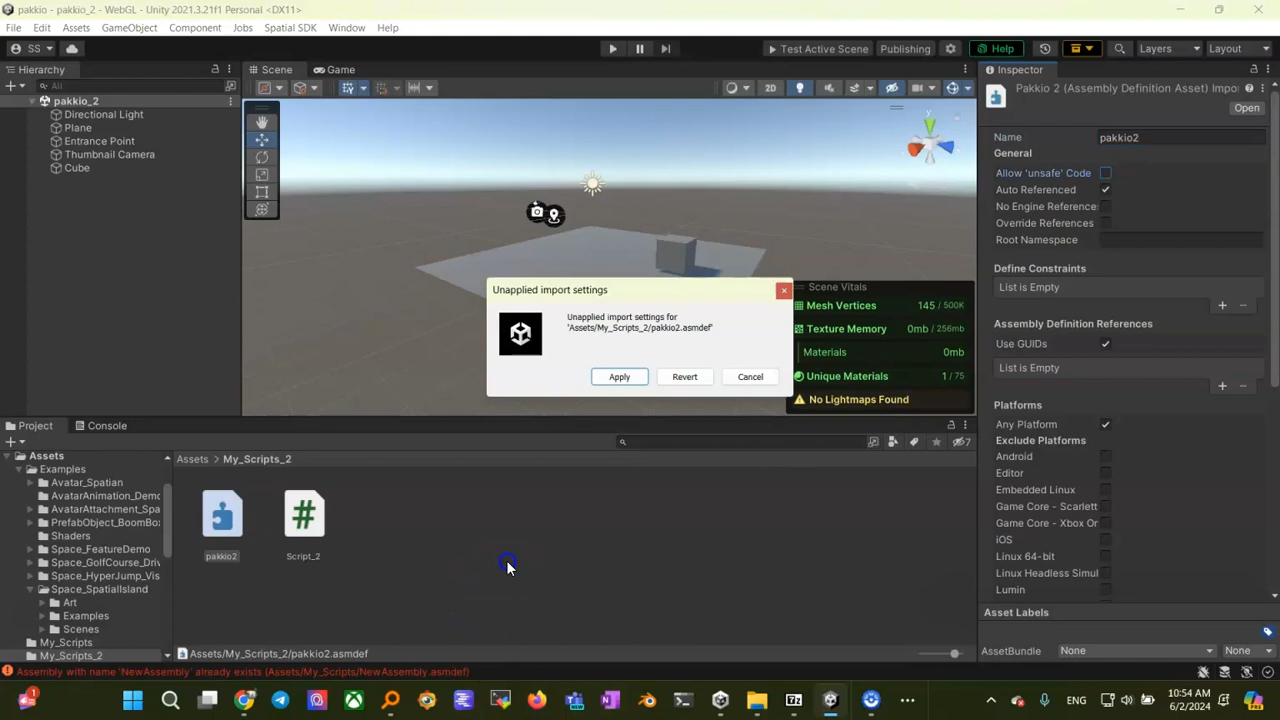 pakkio - pakkio_2 - WebGL - Unity 2021.3.21f1 Personal <DX11>
File Edit Assets GameObject Component Jobs Spatial SDK Window Help
SS Test Active Scene Publishing Help Layers Layout
Hierarchy
All
pakkio_2
Directional Light
Plane
Entrance Point
Thumbnail Camera
Cube
Scene Game
2D
y
Unapplied import settings
Unapplied import settings for
'Assets/My_Scripts_2/pakkio2.asmdef'
Apply Revert Cancel
Scene Vitals
Mesh Vertices 145 / 500K
Texture Memory 0mb / 256mb
Materials 0mb
Unique Materials 1 / 75
No Lightmaps Found
Inspector
Pakkio 2 (Assembly Definition Asset) Impo
Open
Name pakkio2
General
Allow 'unsafe' Code
Auto Referenced
No Engine Reference
Override References
Root Namespace
Define Constraints
List is Empty
Assembly Definition References
Use GUIDs
List is Empty
Platforms
Any Platform
Exclude Platforms
Android
Editor
Embedded Linux
Game Core - Scarlett
Game Core - Xbox On
iOS
Linux 64-bit
Linux Headless Simul
Lumin
Asset Labels
AssetBundle None None
Project Console
7
Assets
Examples
Avatar_Spatian
AvatarAnimation_Demo
AvatarAttachment_Spa
PrefabObject_BoomBox
Shaders
Space_FeatureDemo
Space_GolfCourse_Driv
Space_HyperJump_Vis
Space_SpatialIsland
Art
Examples
Scenes
My_Scripts
My_Scripts_2
Assets > My_Scripts_2
pakkio2
Script_2
Assets/My_Scripts_2/pakkio2.asmdef
Assembly with name 'NewAssembly' already exists (Assets/My_Scripts/NewAssembly.asmdef)
ENG
10:54 AM
6/2/2024